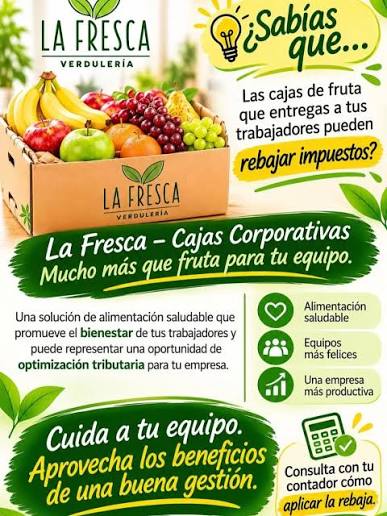 LA FRESCA
VERDULERÍA
¿Sabías
que...
Las cajas de fruta
que entregas a tus
trabajadores pueden
rebajar impuestos?
LA FRESCA
VERDULERÍA
La Fresca – Cajas Corporativas
Mucho más que fruta para tu equipo.
Una solución de alimentación saludable que
promueve el bienestar de tus trabajadores y
puede representar una oportunidad de
optimización tributaria para tu empresa.
Alimentación
saludable
Equipos
más felices
Una empresa
más productiva
Cuida a tu equipo.
Aprovecha los beneficios
de una buena gestión.
Consulta con tu
contador cómo
aplicar la rebaja.